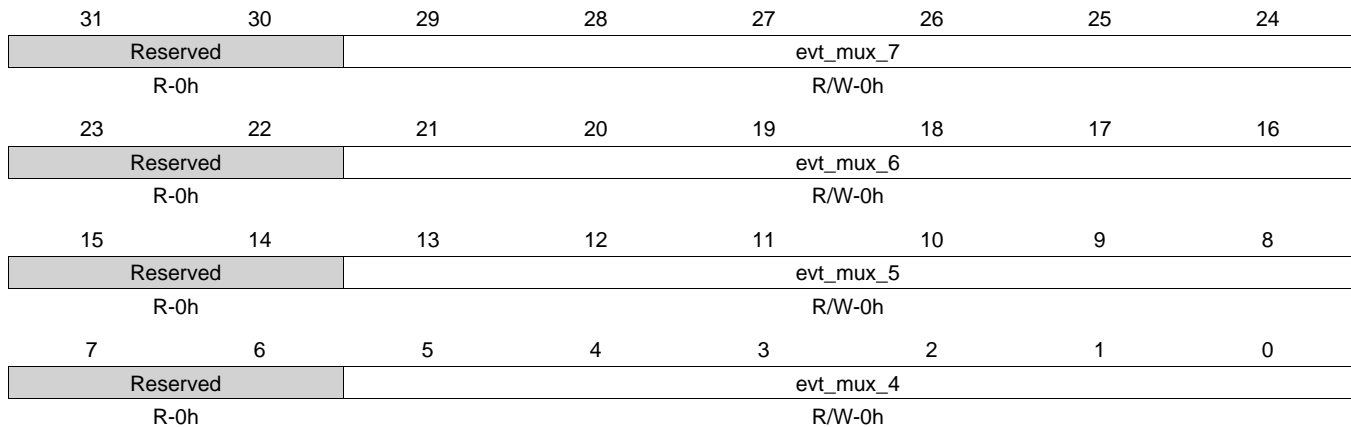 31 30 29 28 27 26 25 24
Reserved evt_mux_7
R-0h R/W-0h
23 22 21 20 19 18 17 16
Reserved evt_mux_6
R-0h R/W-0h
15 14 13 12 11 10 9 8
Reserved evt_mux_5
R-0h R/W-0h
7 6 5 4 3 2 1 0
Reserved evt_mux_4
R-0h R/W-0h